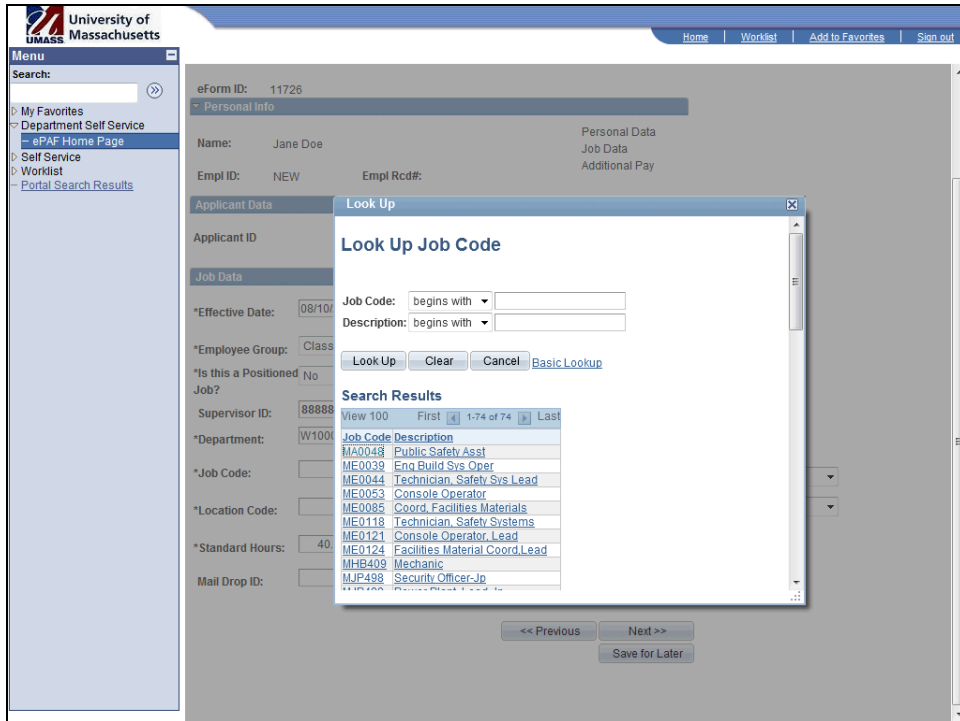 University of
UMASS Massachusetts
Home Worklist Add to Favorites Sign out
Menu
Search:
My Favorites
Department Self Service
ePAF Home Page
Self Service
Worklist
Portal Search Results
eForm ID: 11726
Personal Info
Name: Jane Doe
Personal Data
Job Data
Additional Pay
Empl ID: NEW Empl Rcd#:
Applicant Data
Applicant ID
Job Data
*Effective Date: 08/10/
*Employee Group: Class
*Is this a Positioned Job? No
Supervisor ID: 88888
*Department: W1000
*Job Code:
*Location Code:
*Standard Hours: 40.
Mail Drop ID:
Look Up
Look Up Job Code
Job Code: begins with
Description: begins with
Look Up Clear Cancel Basic Lookup
Search Results
View 100 First 1-74 of 74 Last
Job Code Description
MA0048 Public Safety Asst
ME0039 Eng Build Sys Oper
ME0044 Technician, Safety Sys Lead
ME0053 Console Operator
ME0085 Coord, Facilities Materials
ME0118 Technician, Safety Systems
ME0121 Console Operator, Lead
ME0124 Facilities Material Coord,Lead
MHB409 Mechanic
MJP498 Security Officer-Jp
<< Previous Next >>
Save for Later